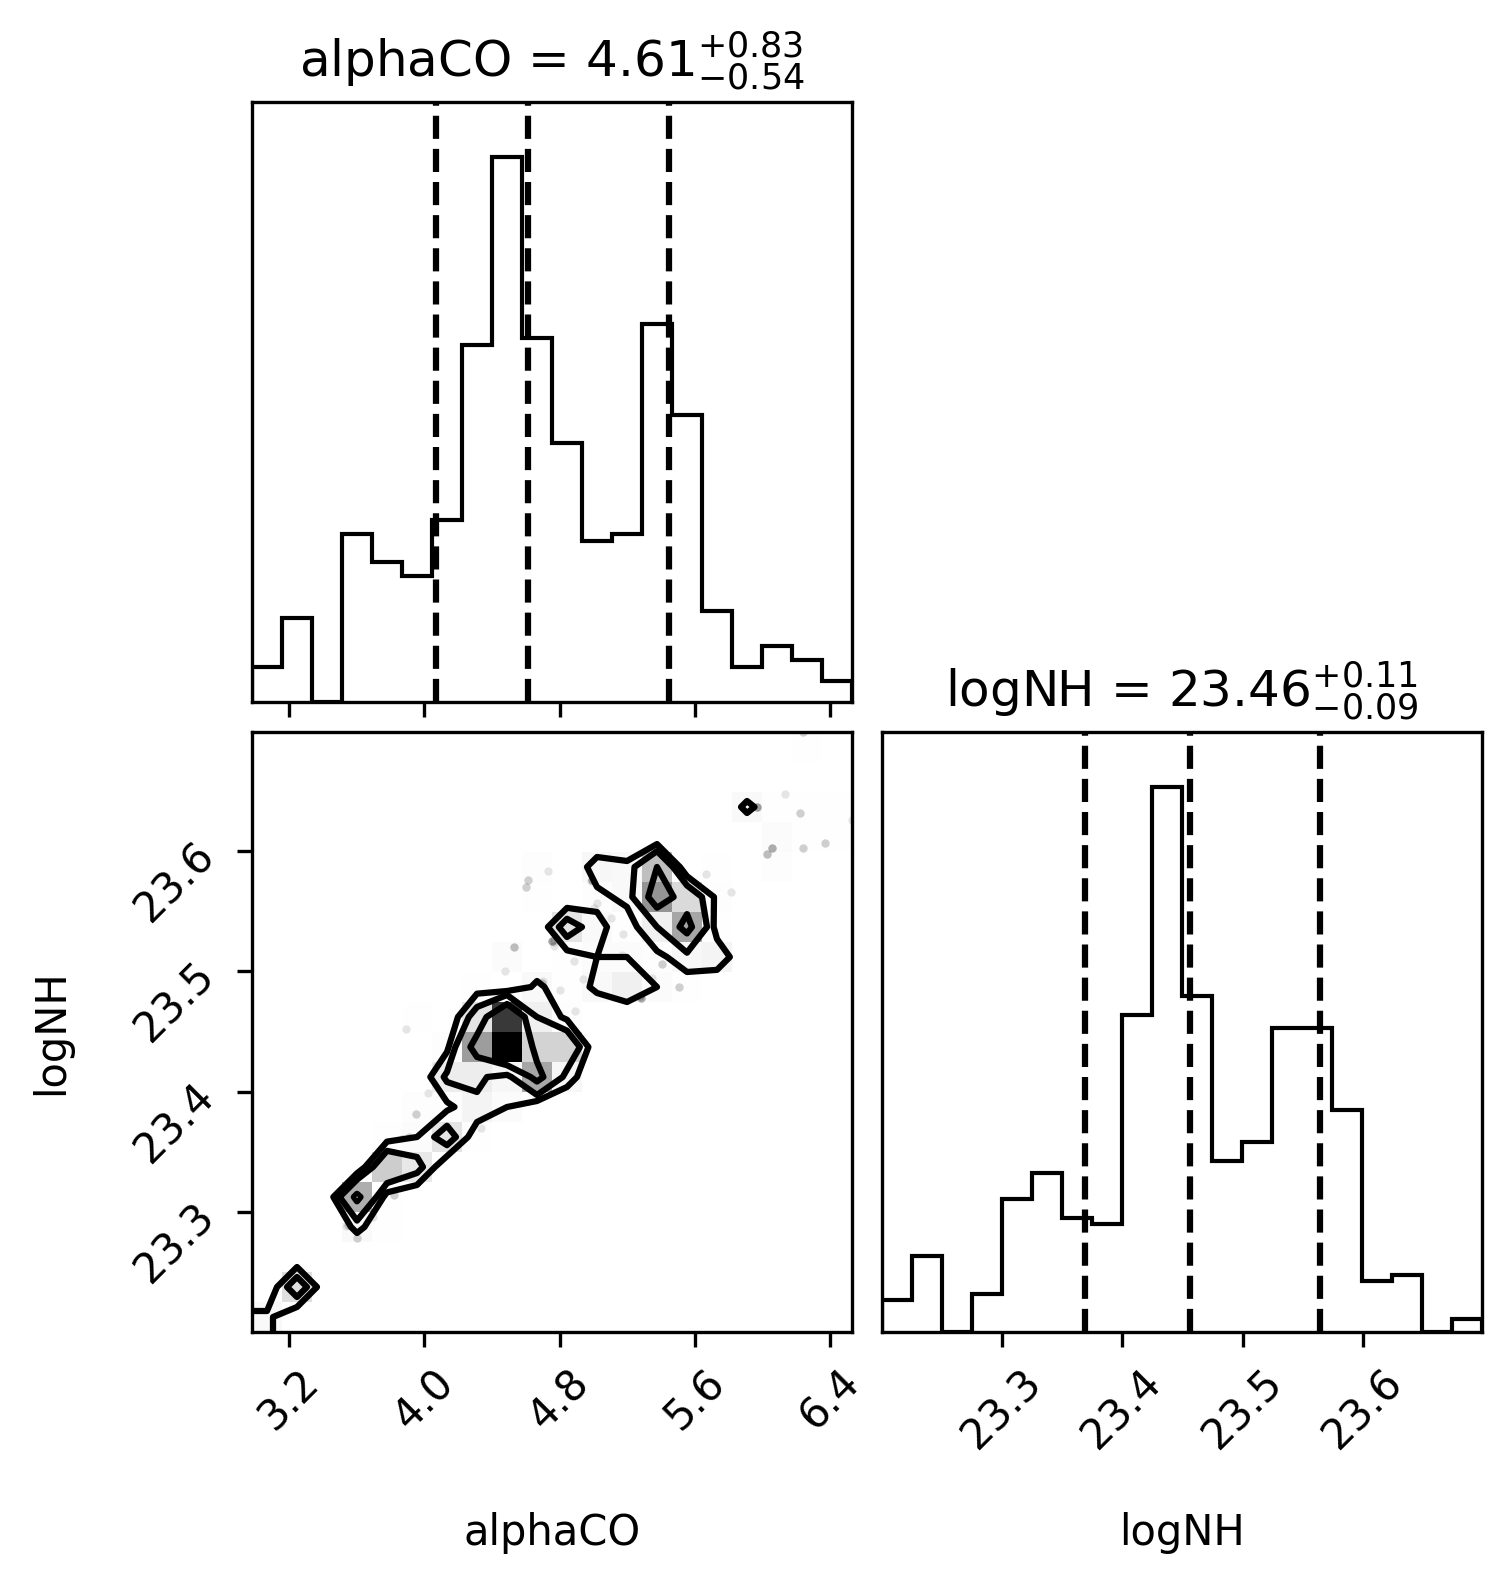 alphaCO = 4.61+0.83−0.54
logNH = 23.46+0.11−0.09
23.6
23.5
23.4
23.3
logNH
3.2 4.0 4.8 5.6 6.4
23.3 23.4 23.5 23.6
alphaCO
logNH